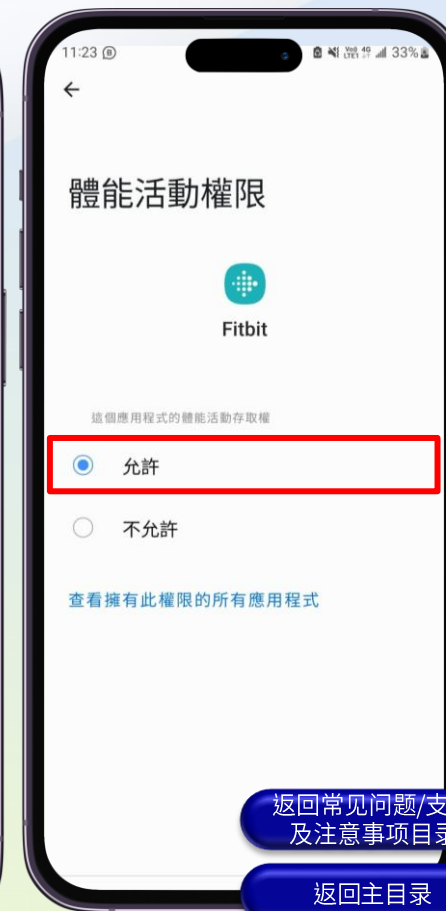 11:23
33%
體能活動權限
Fitbit
這個應用程式的體能活動存取權
允許
不允許
查看擁有此權限的所有應用程式
返回常见问题/支
及注意事项目录
返回主目录